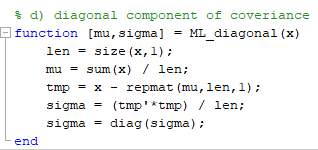 % d) diagonal component of coveriance
function [mu,sigma] = ML_diagonal(x)
len = size(x,1);
mu = sum(x) / len;
tmp = x - repmat(mu,len,1);
sigma = (tmp'*tmp) / len;
sigma = diag(sigma);
end